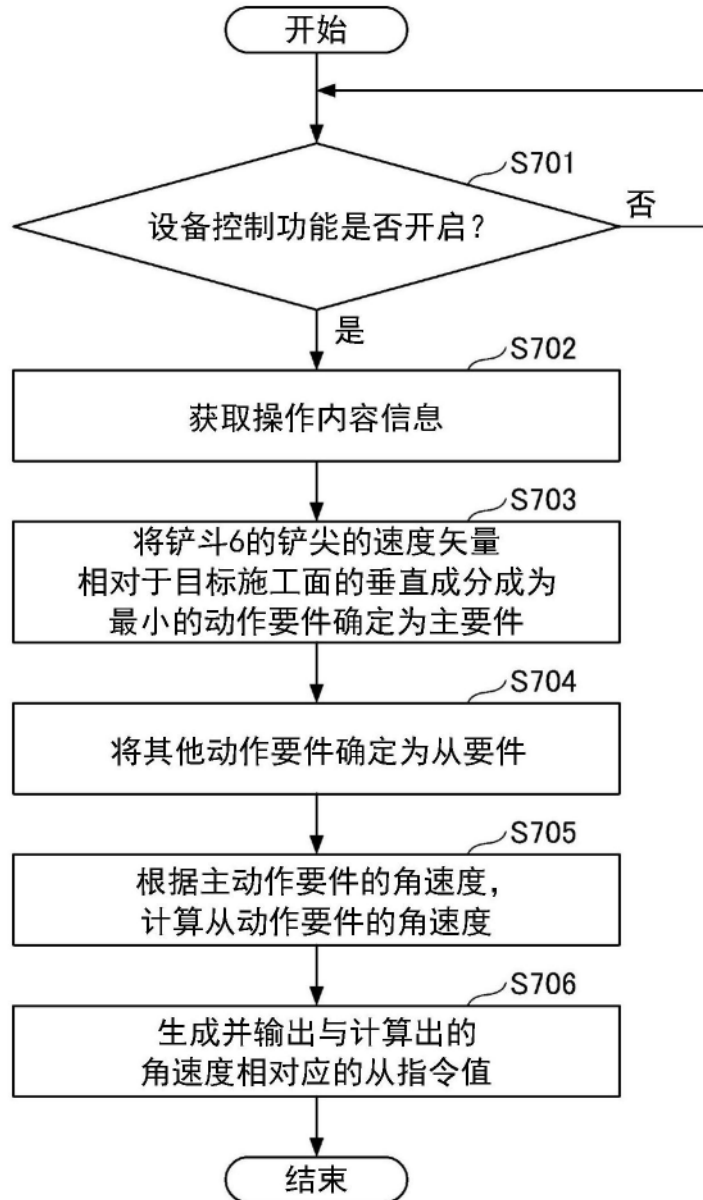 开始
S701
设备控制功能是否开启?
否
是
S702
获取操作内容信息
S703
将铲斗6的铲尖的速度矢量
相对于目标施工面的垂直成分成为
最小的动作要件确定为主要件
S704
将其他动作要件确定为从要件
S705
根据主动作要件的角速度，
计算从动作要件的角速度
S706
生成并输出与计算出的
角速度相对应的从指令值
结束